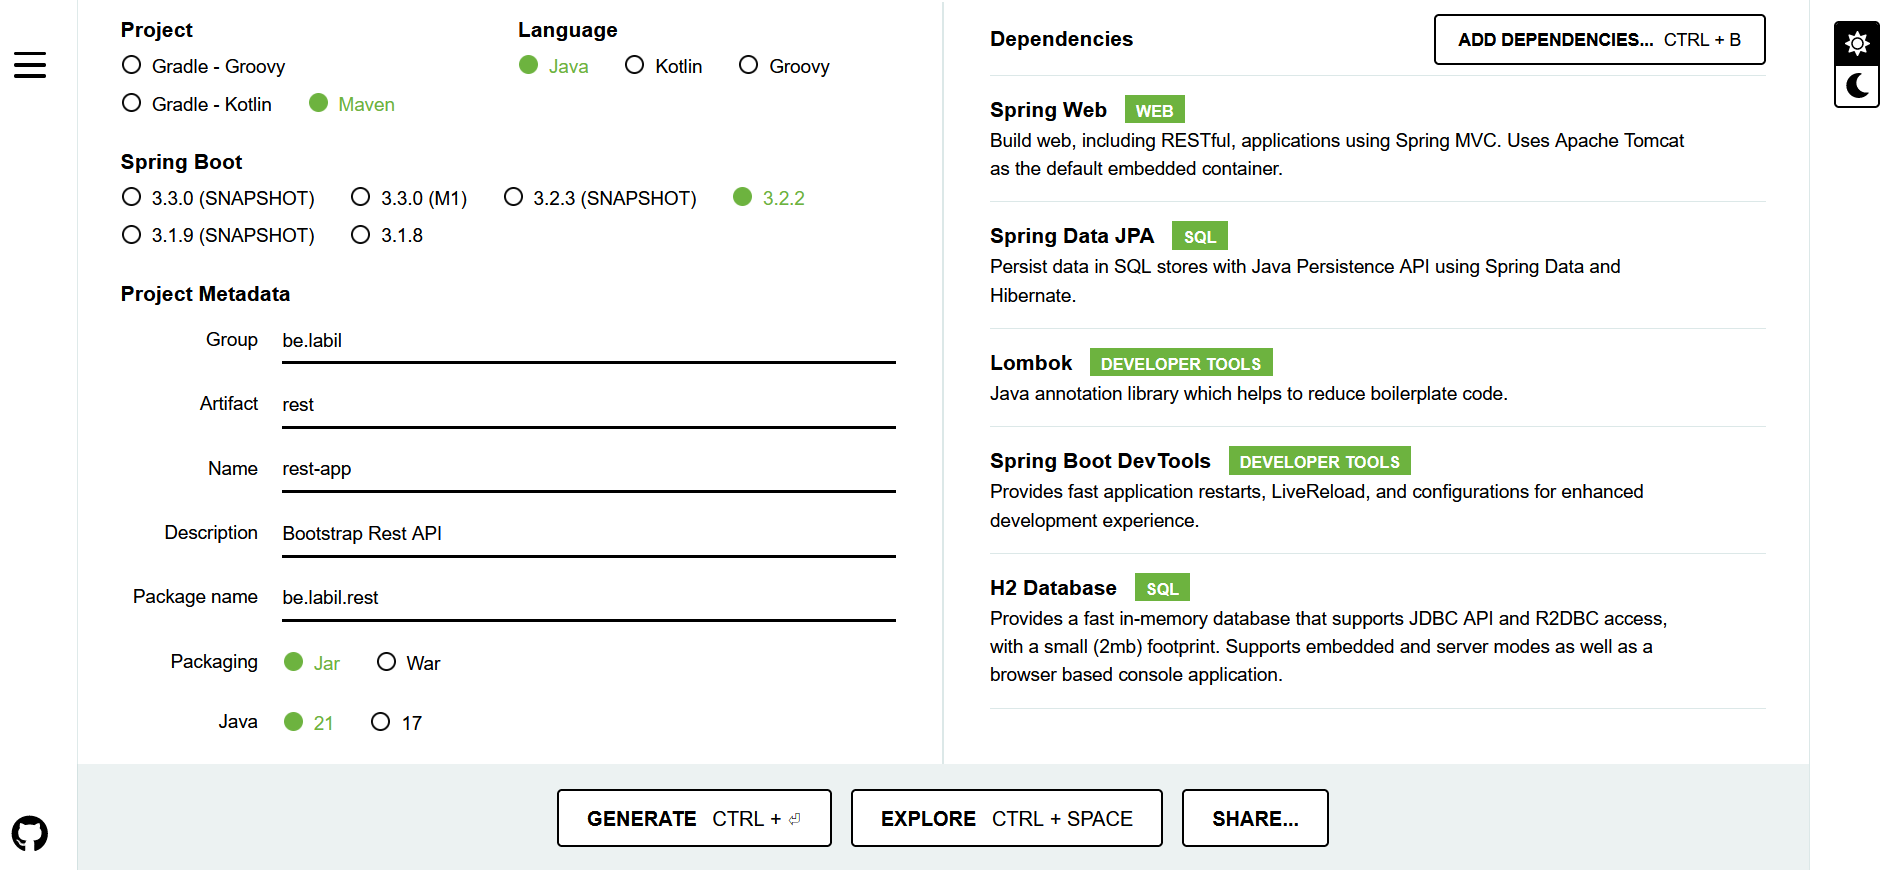 Project
Gradle - Groovy
Gradle - Kotlin Maven
Language
Java Kotlin Groovy
Spring Boot
3.3.0 (SNAPSHOT) 3.3.0 (M1) 3.2.3 (SNAPSHOT) 3.2.2
3.1.9 (SNAPSHOT) 3.1.8
Project Metadata
Group be.labil
Artifact rest
Name rest-app
Description Bootstrap Rest API
Package name be.labil.rest
Packaging Jar War
Java 21 17
Dependencies ADD DEPENDENCIES... CTRL + B
Spring Web WEB
Build web, including RESTful, applications using Spring MVC. Uses Apache Tomcat
as the default embedded container.
Spring Data JPA SQL
Persist data in SQL stores with Java Persistence API using Spring Data and
Hibernate.
Lombok DEVELOPER TOOLS
Java annotation library which helps to reduce boilerplate code.
Spring Boot DevTools DEVELOPER TOOLS
Provides fast application restarts, LiveReload, and configurations for enhanced
development experience.
H2 Database SQL
Provides a fast in-memory database that supports JDBC API and R2DBC access,
with a small (2mb) footprint. Supports embedded and server modes as well as a
browser based console application.
GENERATE CTRL + ⏎ EXPLORE CTRL + SPACE SHARE...